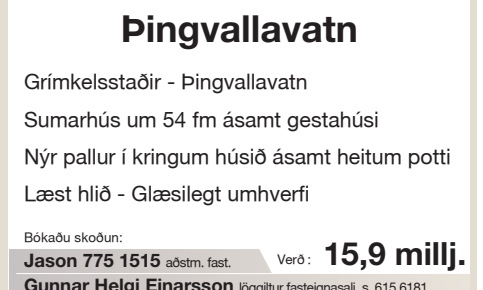 Þingvallavatn
Grímkelsstaðir - Þingvallavatn
Sumarhús um 54 fm ásamt gestahúsi
Nýr pallur í kringum húsið ásamt heitum potti
Læst hlið - Glæsilegt umhverfi
Bókaðu skoðun:
Jason 775 1515 aðstm. fast.
Verð : 15,9 millj.
Gunnar Helgi Einarsson löggiltur fasteignasali, s. 615 6181